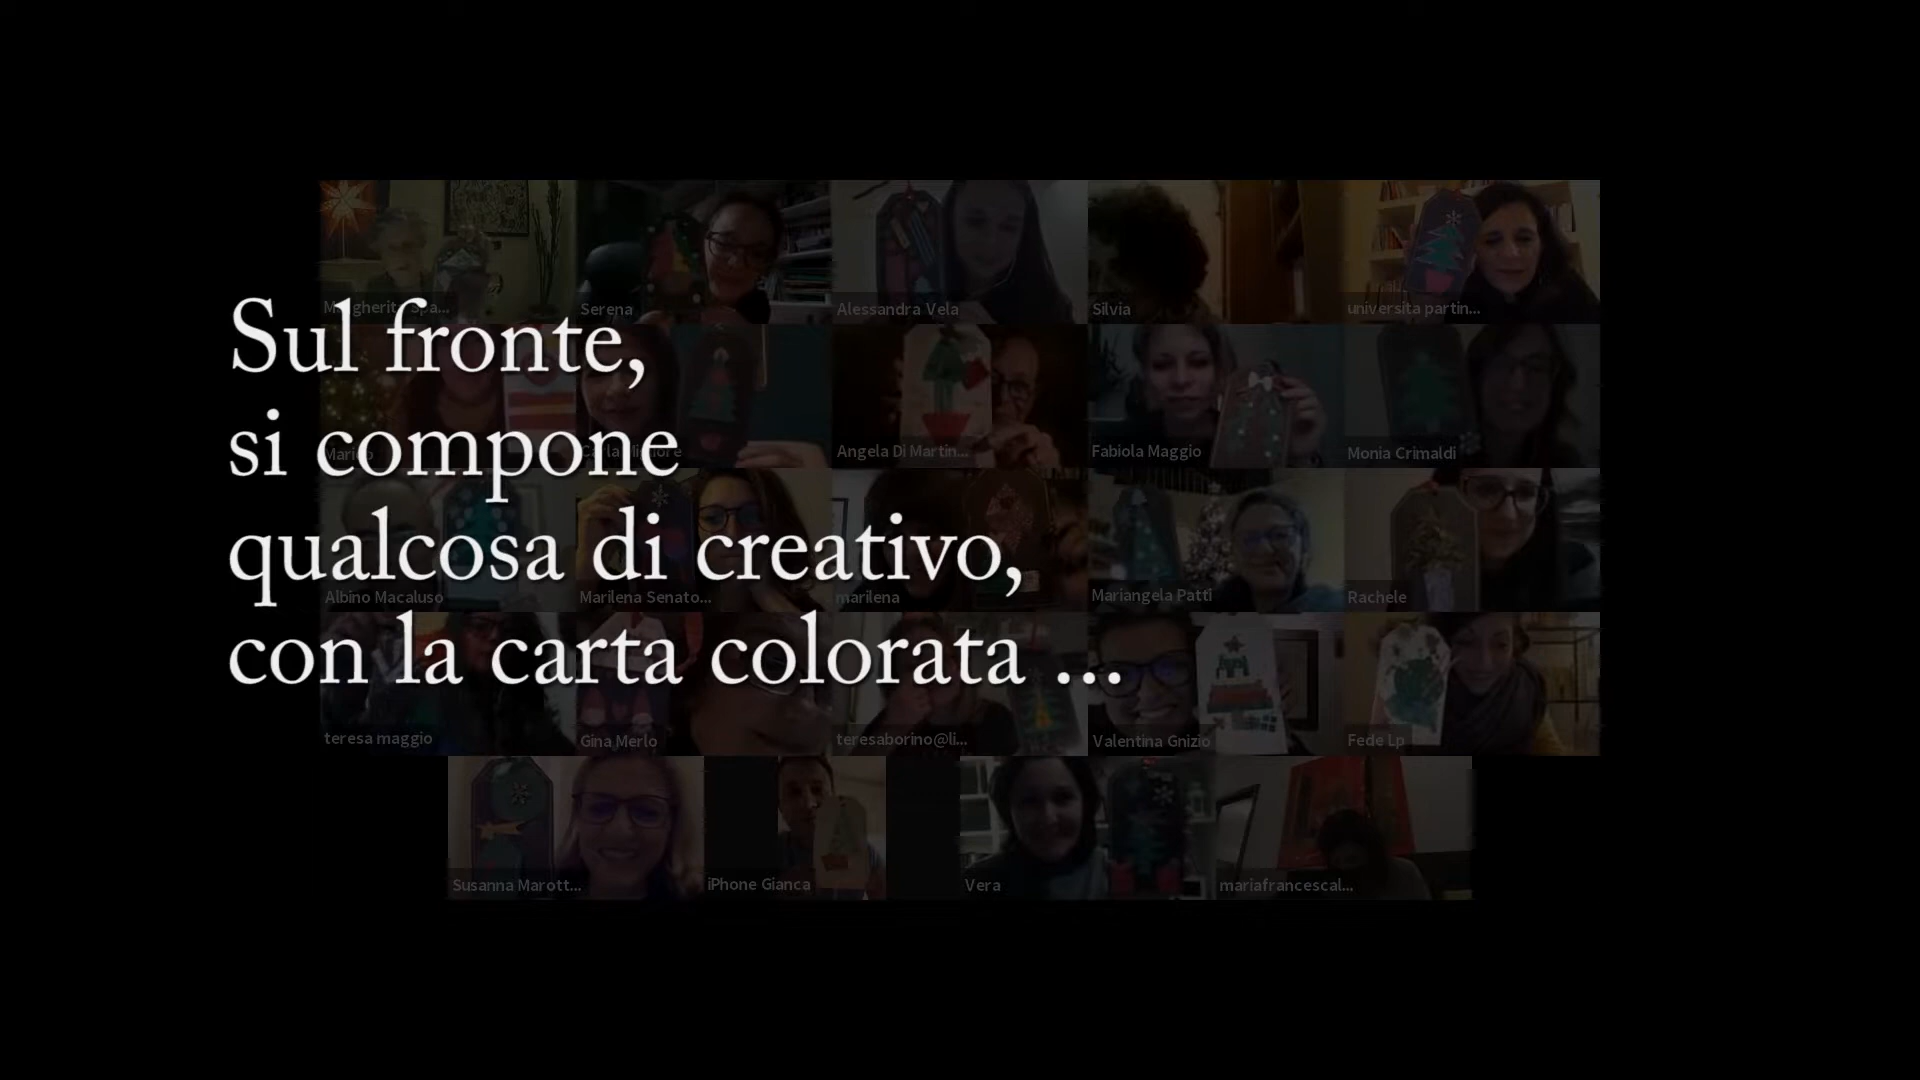 Sul fronte,
si compone
qualcosa di creativo,
con la carta colorata ...
Serena
Alessandra Vela
Silvia
universita partin...
Angela Di Martin...
Fabiola Maggio
Monia Crimaldi
Albino Macaluso
Marilena Senato...
marilena
Mariangela Patti
Rachele
teresa maggio
Gina Merlo
teresaborino@li...
Valentina Gnizio
Fede Lp
Susanna Marott...
iPhone Gianca
Vera
mariafrancescal...